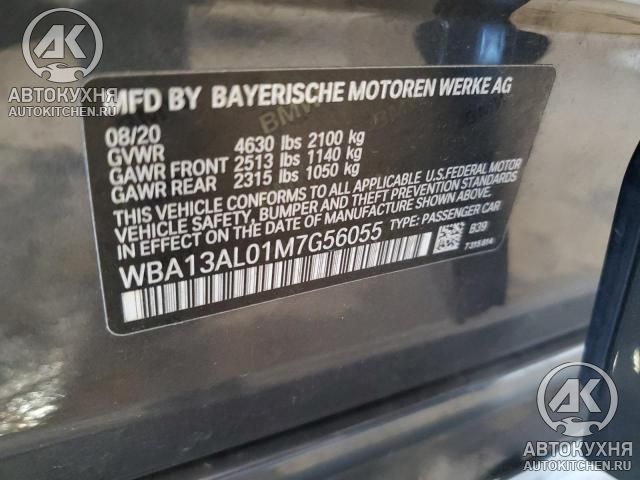 АВТОКУХНЯ
AUTOKITCHEN.RU
MFD BY BAYERISCHE MOTOREN WERKE AG
08/20
GVWR 4630 lbs 2100 kg
GAWR FRONT 2513 lbs 1140 kg
GAWR REAR 2315 lbs 1050 kg
THIS VEHICLE CONFORMS TO ALL APPLICABLE U.S.FEDERAL MOTOR
VEHICLE SAFETY, BUMPER AND THEFT PREVENTION STANDARDS
IN EFFECT ON THE DATE OF MANUFACTURE SHOWN ABOVE.
WBA13AL01M7G56055 TYPE: PASSENGER CAR
B39
7315814
AK
АВТОКУХНЯ
AUTOKITCHEN.RU